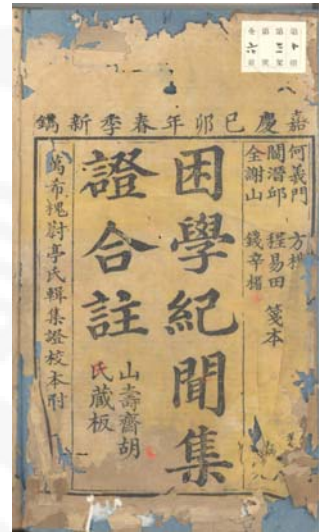 嘉慶已卯年春季新鐫
何義門 方樸
閻潛邱 程易田 箋本
全謝山 錢辛楣
困學紀聞集
證合註
山壽齋胡
氏藏板
萬希槐蔚亭氏輯集證校本附